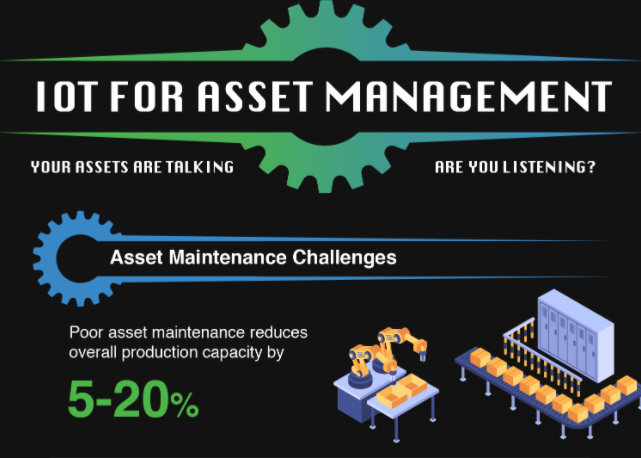 IOT FOR ASSET MANAGEMENT
YOUR ASSETS ARE TALKING
ARE YOU LISTENING?
Asset Maintenance Challenges
Poor asset maintenance reduces
overall production capacity by
5-20%